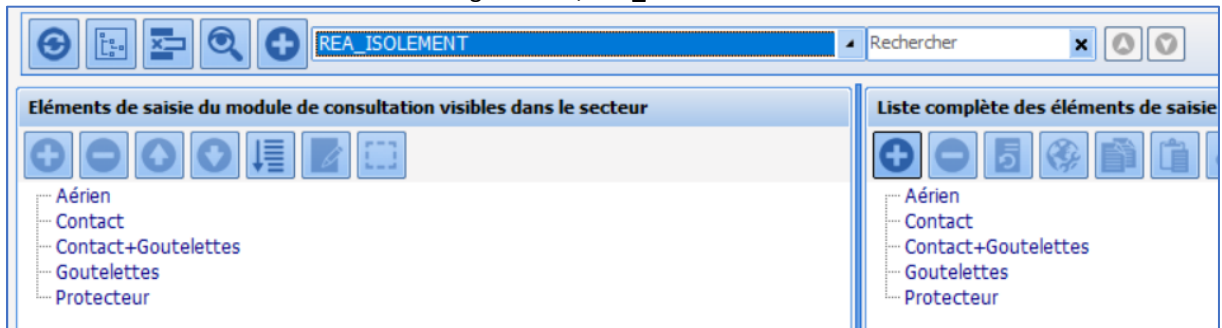 REA_ISOLEMENT
Rechercher
Eléments de saisie du module de consultation visibles dans le secteur
Aérien
Contact
Contact+Goutelettes
Goutelettes
Protecteur
Liste complète des éléments de saisie
Aérien
Contact
Contact+Goutelettes
Goutelettes
Protecteur